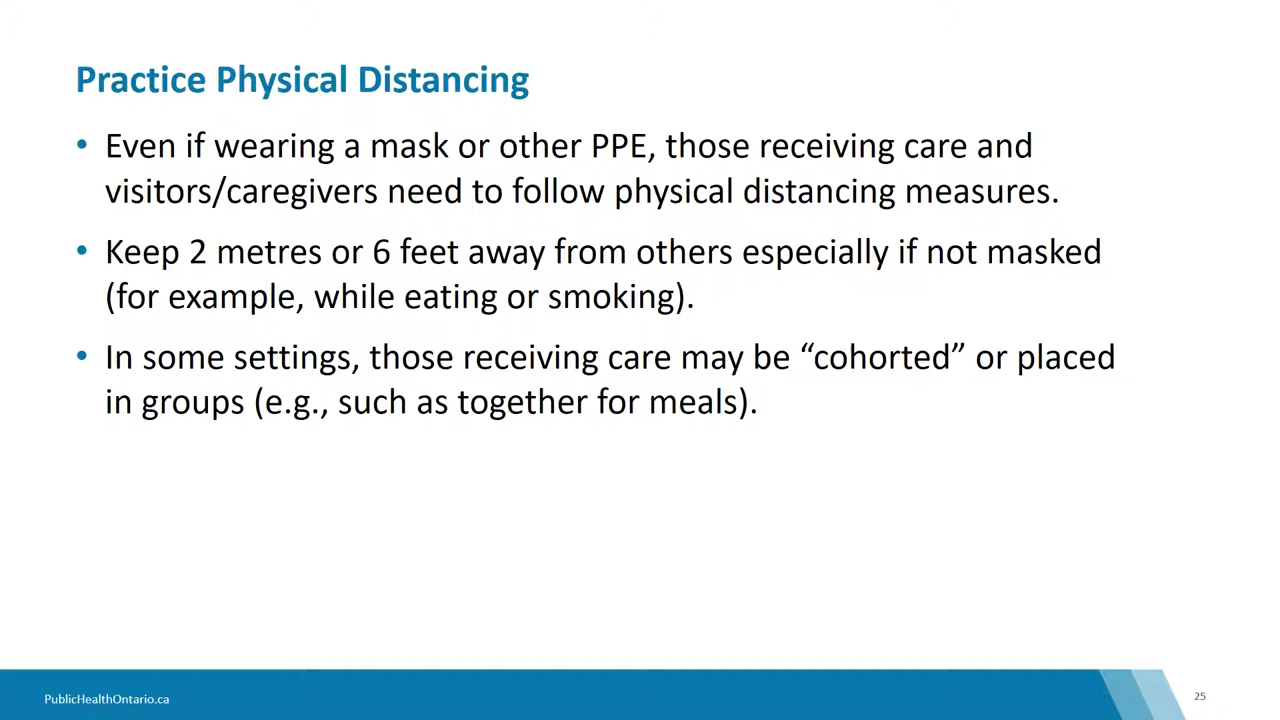 Practice Physical Distancing
• Even if wearing a mask or other PPE, those receiving care and
visitors/caregivers need to follow physical distancing measures.
• Keep 2 metres or 6 feet away from others especially if not masked
(for example, while eating or smoking).
• In some settings, those receiving care may be “cohorted” or placed
in groups (e.g., such as together for meals).
PublicHealthOntario.ca
25